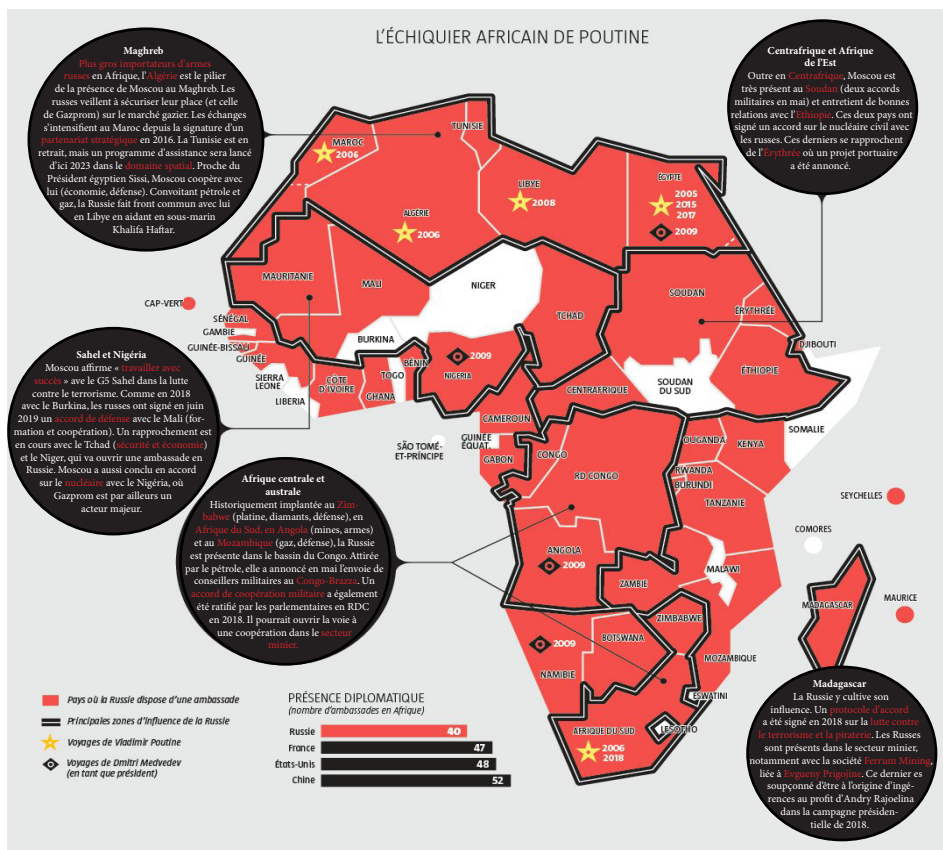 L'ÉCHIQUIER AFRICAIN DE POUTINE
Maghreb
Plus gros importateurs d'armes
russes en Afrique, l'Algérie est le pilier
de la présence de Moscou au Maghreb. Les
russes veillent à sécuriser leur place (et celle
de Gazprom) sur le marché gazier. Les échanges
s'intensifient au Maroc depuis la signature d'un
partenariat stratégique en 2016. La Tunisie est en
retrait, mais un programme d'assistance sera lancé
d'ici 2023 dans le domaine spatial. Proche du
Président égyptien Sissi, Moscou coopère avec
lui (économie, défense). Convoitant pétrole et
gaz, la Russie fait front commun avec lui
en Libye en aidant en sous-marin
Khalifa Haftar.
Centrafrique et Afrique
de l'Est
Outre en Centrafrique, Moscou est
très présent au Soudan (deux accords
militaires en mai) et entretient de bonnes
relations avec l'Ethiopie. Ces deux pays ont
signé un accord sur le nucléaire civil avec
les russes. Ces derniers se rapprochent
de l'Érythrée où un projet portuaire
a été annoncé.
TUNISIE
MAROC
2006
LIBYE
2008
ÉGYPTE
2005
2015
2017
2009
ALGÉRIE
2006
MAURITANIE
MALI
NIGER
TCHAD
SOUDAN
ÉRYTHRÉE
CAP-VERT
SÉNÉGAL
GAMBIE
GUINÉE-BISSAU
GUINÉE
SIERRA
LEONE
LIBERIA
CÔTE
D'IVOIRE
BURKINA
GHANA
TOGO
BÉNIN
2009
NIGERIA
CENTRAFRIQUE
SOUDAN
DU SUD
DJIBOUTI
ÉTHIOPIE
SOMALIE
CAMEROUN
GUINÉE
ÉQUAT.
SÃO TOMÉ-
ET-PRÍNCIPE
GABON
CONGO
RD CONGO
OUGANDA
KENYA
RWANDA
BURUNDI
TANZANIE
SEYCHELLES
COMORES
ANGOLA
2009
ZAMBIE
MALAWI
MADAGASCAR
MAURICE
ZIMBABWE
MOZAMBIQUE
2009
NAMIBIE
BOTSWANA
ESWATINI
LESOTHO
AFRIQUE DU SUD
2006
2018
Sahel et Nigéria
Moscou affirme « travailler avec
succès » ave le G5 Sahel dans la lutte
contre le terrorisme. Comme en 2018
avec le Burkina, les russes ont signé en juin
2019 un accord de défense avec le Mali (for-
mation et coopération). Un rapprochement est
en cours avec le Tchad (sécurité et économie)
et le Niger, qui va ouvrir une ambassade en
Russie. Moscou a aussi conclu en accord
sur le nucléaire avec le Nigéria, où
Gazprom est par ailleurs un
acteur majeur.
Afrique centrale et
australe
Historiquement implantée au Zim-
babwe (platine, diamants, défense), en
Afrique du Sud, en Angola (mines, armes)
et au Mozambique (gaz, défense), la Russie
est présente dans le bassin du Congo. Attirée
par le pétrole, elle a annoncé en mai l'envoie de
conseillers militaires au Congo-Brazza. Un
accord de coopération militaire a également
été ratifié par les parlementaires en RDC
en 2018. Il pourrait ouvrir la voie à
une coopération dans le secteur
minier.
Madagascar
La Russie y cultive son
influence. Un protocole d'accord
a été signé en 2018 sur la lutte contre
le terrorisme et la piraterie. Les Russes
sont présents dans le secteur minier,
notamment avec la société Ferrum Mining,
liée à Evgueny Prigojine. Ce dernier es
soupçonné d'être à l'origine d'ingé-
rences au profit d'Andry Rajoelina
dans la campagne présiden-
tielle de 2018.
Pays où la Russie dispose d'une ambassade
Principales zones d'influence de la Russie
Voyages de Vladimir Poutine
Voyages de Dmitri Medvedev
(en tant que président)
PRÉSENCE DIPLOMATIQUE
(nombre d'ambassades en Afrique)
Russie 40
France 47
États-Unis 48
Chine 52